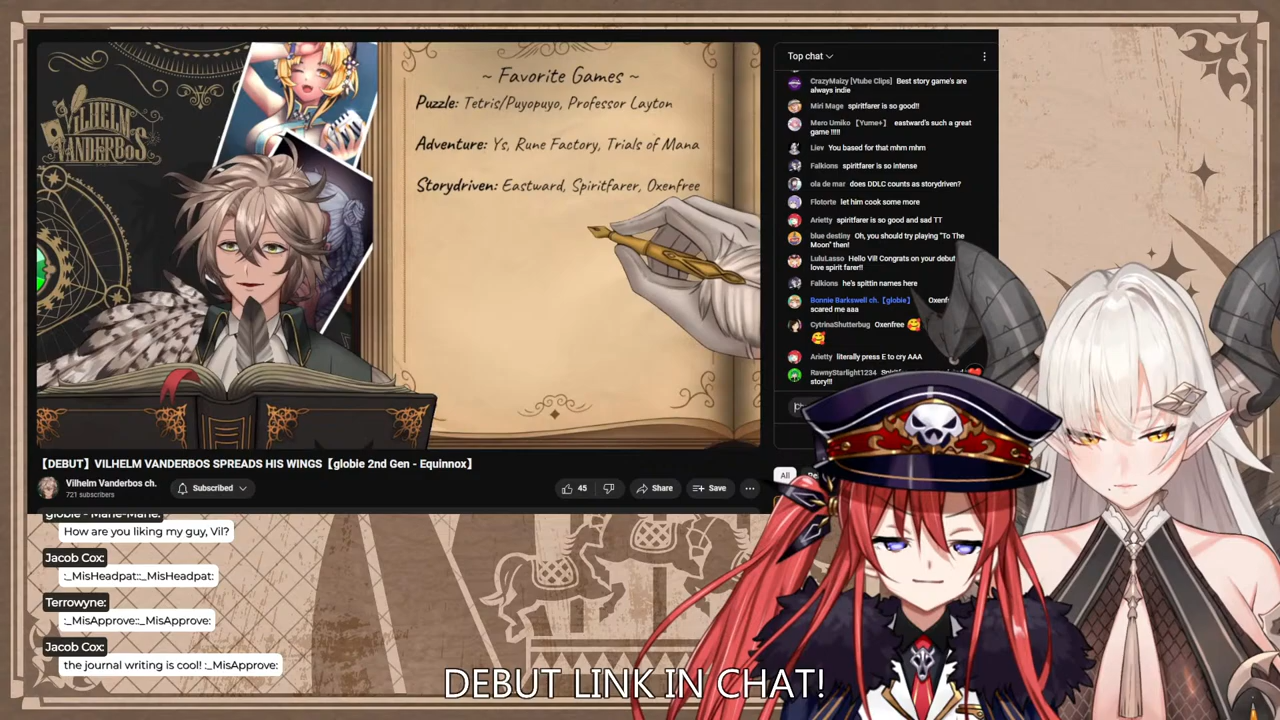 VILHELM
VANDERBOS
~ Favorite Games ~
Puzzle: Tetris/Puyopuyo, Professor Layton
Adventure: Ys, Rune Factory, Trials of Mana
Storydriven: Eastward, Spiritfarer, Oxenfree
Top chat
CrazyMaizy [Vtube Clips] Best story game's are
always indie
Miri Mage spiritfarer is so good!!
Mero Umiko 【Yume+】 eastward's such a great
game !!!!!
Liev You based for that mhm mhm
Falkions spiritfarer is so intense
ola de mar does DDLC counts as storydriven?
Flotorte let him cook some more
Arietty spiritfarer is so good and sad TT
blue destiny Oh, you should try playing "To The
Moon" then!
LuluLasso Hello Vil! Congrats on your debut
love spirit farer!!
Falkions he's spittin names here
Bonnie Barkswell ch.【globie】
scared me aaa
CytrinaShutterbug Oxenfree 🥰
🥰
Arietty literally press E to cry AAA
RawnyStarlight1234
story!!!
All
【DEBUT】VILHELM VANDERBOS SPREADS HIS WINGS【globie 2nd Gen - Equinnox】
Vilhelm Vanderbos ch.
721 subscribers
Subscribed
45
Share
Save
globie - Marie-Marie:
How are you liking my guy, Vil?
Jacob Cox:
:_MisHeadpat::_MisHeadpat:
Terrowyne:
:_MisApprove::_MisApprove:
Jacob Cox:
the journal writing is cool! :_MisApprove:
DEBUT LINK IN CHAT!